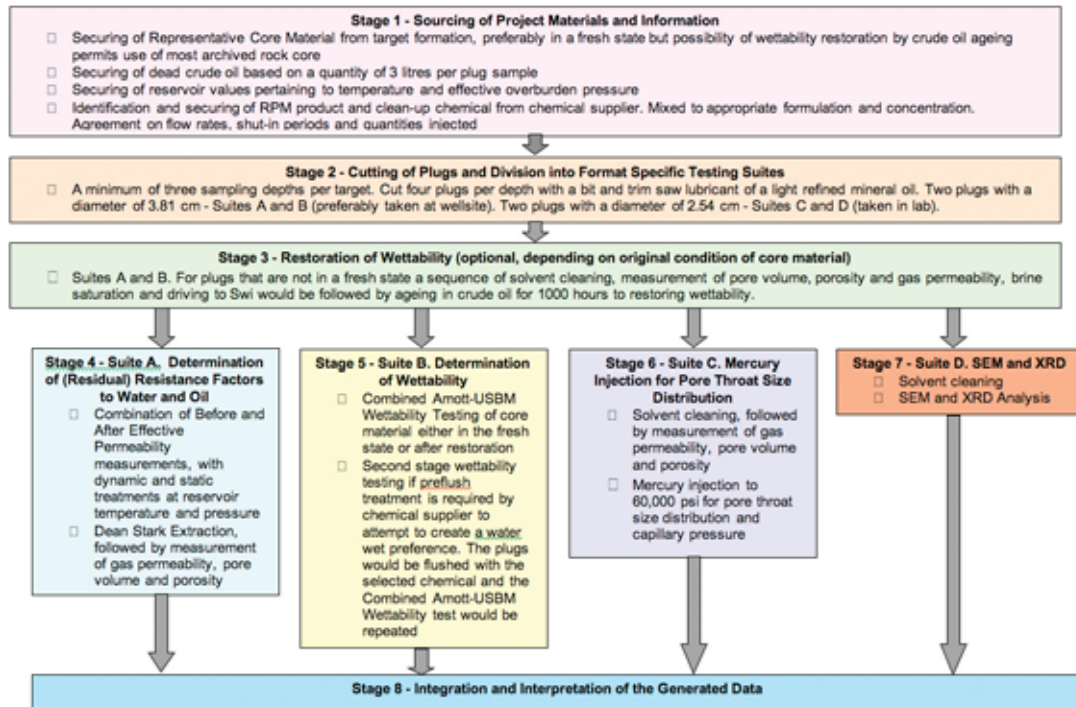 Stage 1 - Sourcing of Project Materials and Information
Securing of Representative Core Material from target formation, preferably in a fresh state but possibility of wettability restoration by crude oil ageing
permits use of most archived rock core
Securing of dead crude oil based on a quantity of 3 litres per plug sample
Securing of reservoir values pertaining to temperature and effective overburden pressure
Identification and securing of RPM product and clean-up chemical from chemical supplier. Mixed to appropriate formulation and concentration.
Agreement on flow rates, shut-in periods and quantities injected
Stage 2 - Cutting of Plugs and Division into Format Specific Testing Suites
A minimum of three sampling depths per target. Cut four plugs per depth with a bit and trim saw lubricant of a light refined mineral oil. Two plugs with a
diameter of 3.81 cm - Suites A and B (preferably taken at wellsite). Two plugs with a diameter of 2.54 cm - Suites C and D (taken in lab).
Stage 3 - Restoration of Wettability (optional, depending on original condition of core material)
Suites A and B. For plugs that are not in a fresh state a sequence of solvent cleaning, measurement of pore volume, porosity and gas permeability, brine
saturation and driving to Swi would be followed by ageing in crude oil for 1000 hours to restoring wettability.
Stage 4 - Suite A. Determination
of (Residual) Resistance Factors
to Water and Oil
Combination of Before and
After Effective
Permeability
measurements, with
dynamic and static
treatments at reservoir
temperature and pressure
Dean Stark Extraction,
followed by measurement
of gas permeability, pore
volume and porosity
Stage 5 - Suite B. Determination
of Wettability
Combined Amott-USBM
Wettability Testing of core
material either in the fresh
state or after restoration
Second stage wettability
testing if preflush
treatment is required by
chemical supplier to
attempt to create a water
wet preference. The plugs
would be flushed with the
selected chemical and the
Combined Amott-USBM
Wettability test would be
repeated
Stage 6 - Suite C. Mercury
Injection for Pore Throat Size
Distribution
Solvent cleaning, followed
by measurement of gas
permeability, pore volume
and porosity
Mercury injection to
60,000 psi for pore throat
size distribution and
capillary pressure
Stage 7 - Suite D. SEM and XRD
Solvent cleaning
SEM and XRD Analysis
Stage 8 - Integration and Interpretation of the Generated Data